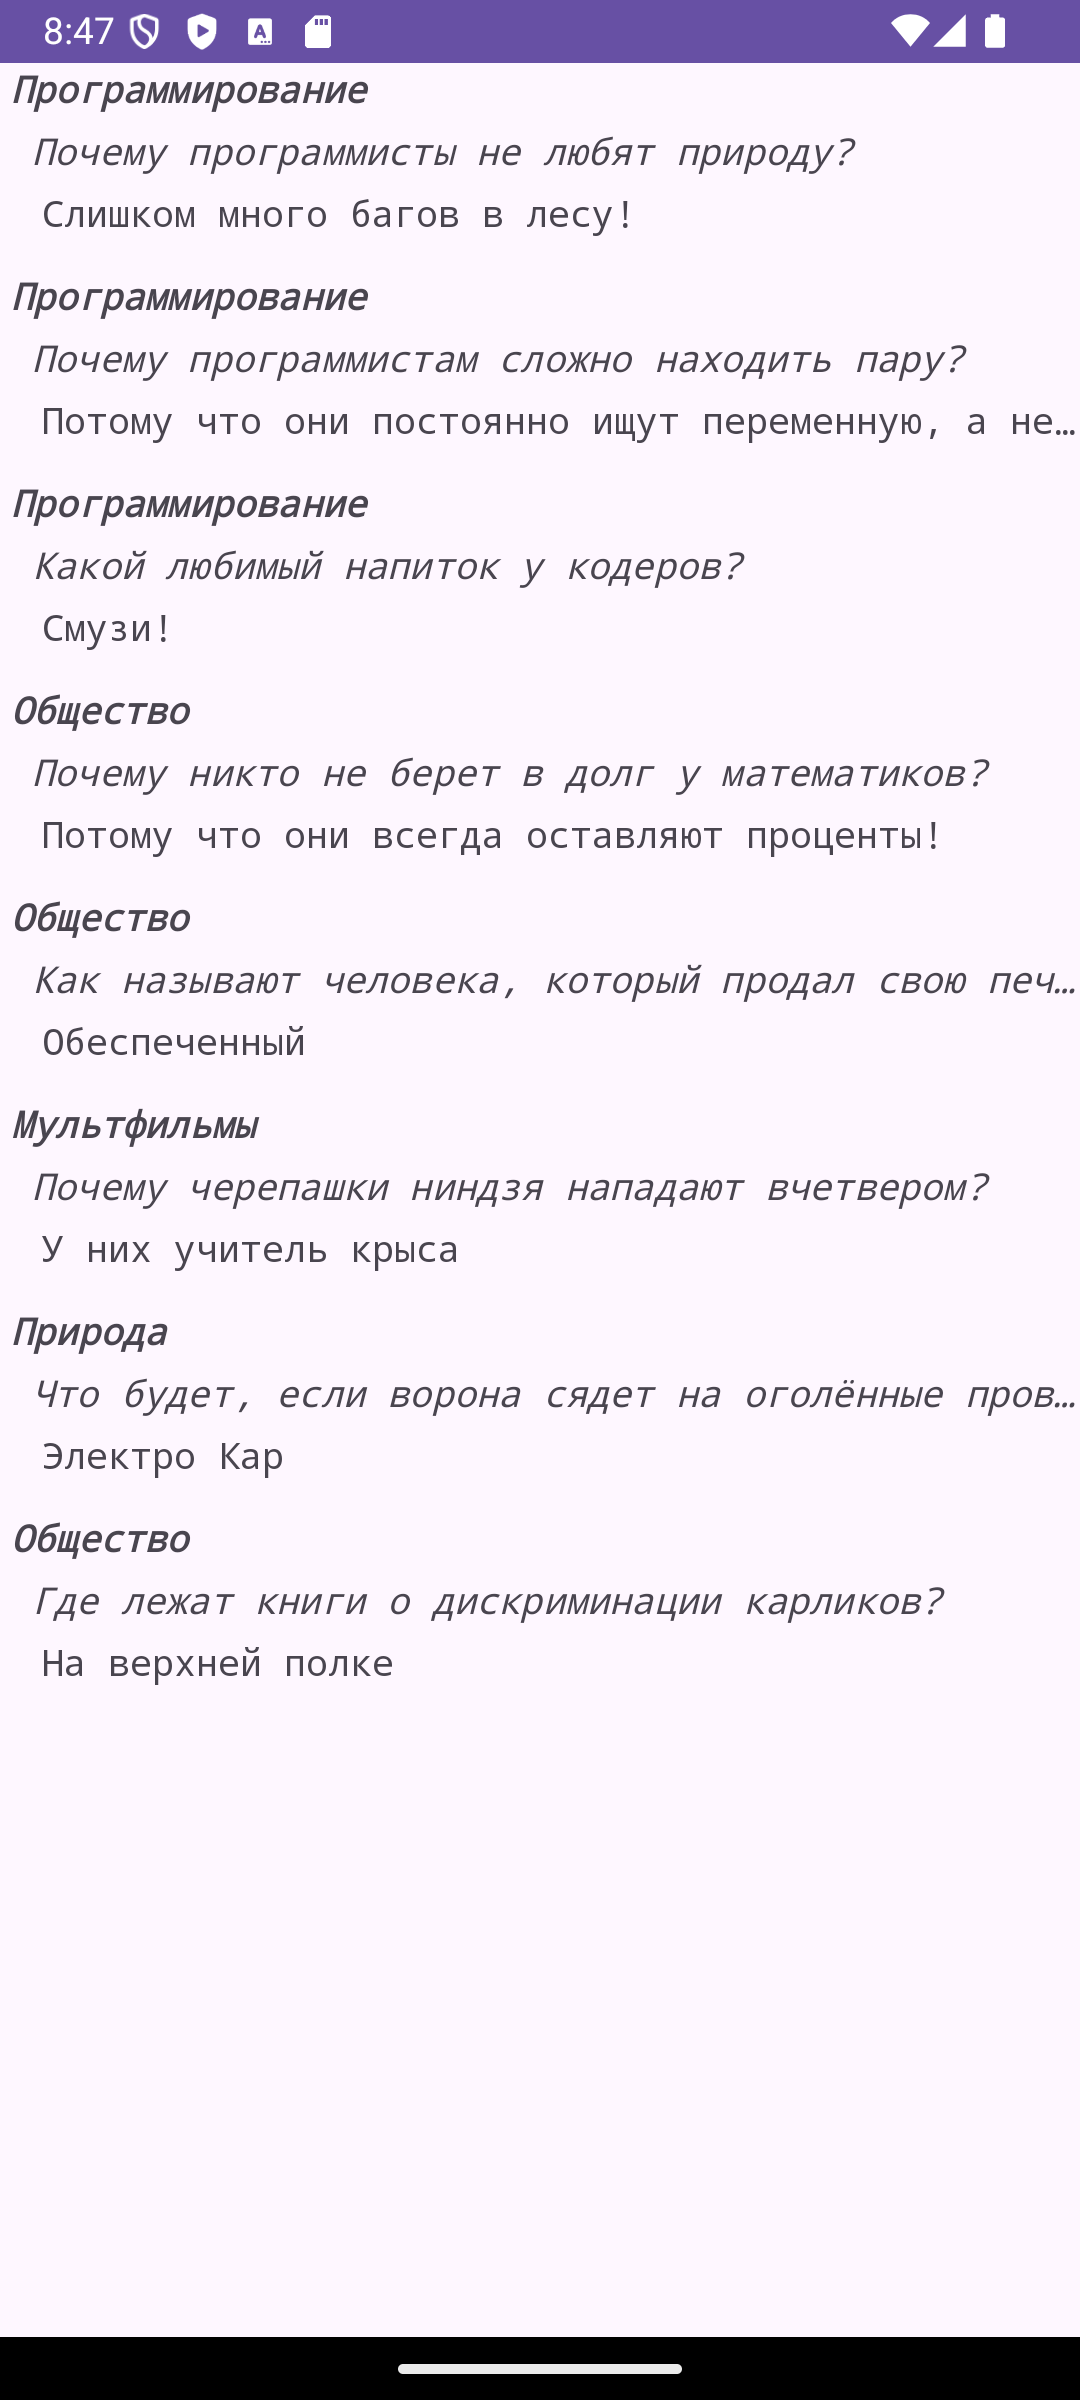 8:47
Программирование
Почему программисты не любят природу?
Слишком много багов в лесу!
Программирование
Почему программистам сложно находить пару?
Потому что они постоянно ищут переменную, а не…
Программирование
Какой любимый напиток у кодеров?
Смузи!
Общество
Почему никто не берет в долг у математиков?
Потому что они всегда оставляют проценты!
Общество
Как называют человека, который продал свою печ…
Обеспеченный
Мультфильмы
Почему черепашки ниндзя нападают вчетвером?
У них учитель крыса
Природа
Что будет, если ворона сядет на оголённые пров…
Электро Кар
Общество
Где лежат книги о дискриминации карликов?
На верхней полке